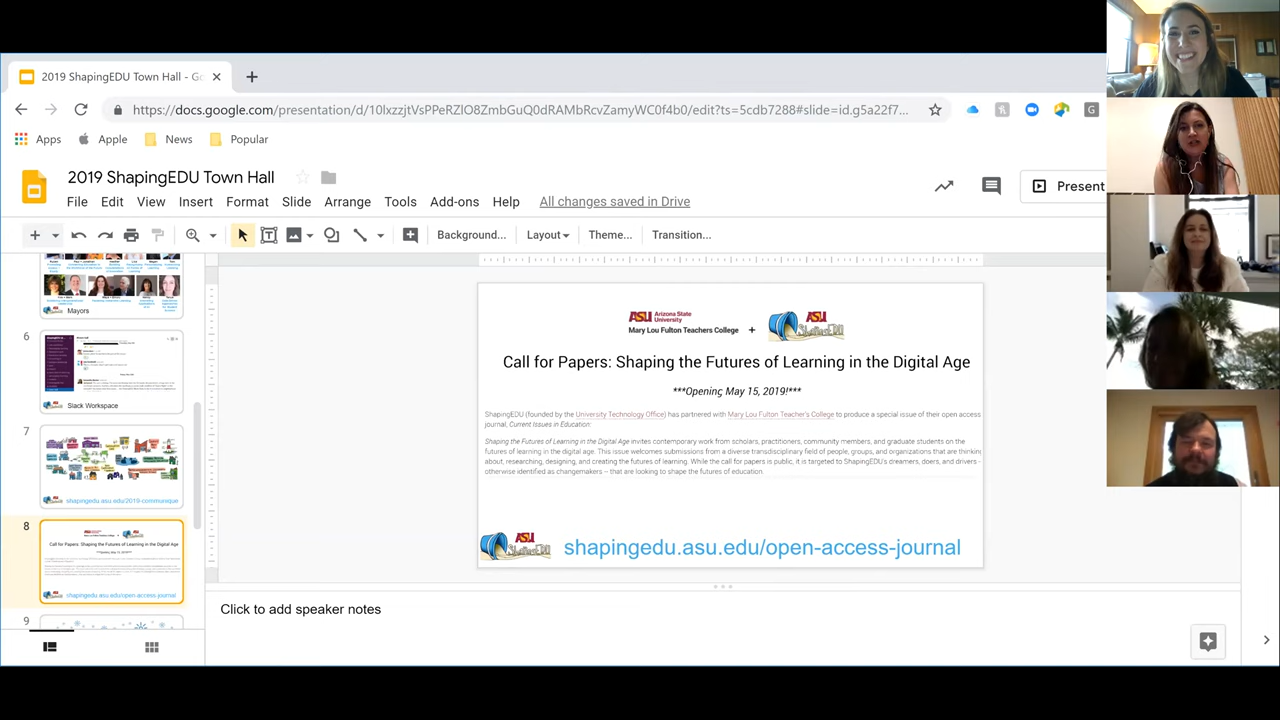 2019 ShapingEDU Town Hall - Go
https://docs.google.com/presentation/d/10lxzzjtVsPPeRZlO8ZmbGuQ0dRAMbRcvZamyWC0f4b0/edit?ts=5cdb7288#slide=id.g5a22f7...
Apps Apple News Popular
2019 ShapingEDU Town Hall
File Edit View Insert Format Slide Arrange Tools Add-ons Help All changes saved in Drive
Present
Background Layout Theme... Transition...
Mayors
6
Slack Workspace
7
shapingedu.asu.edu/2019-communique
8
Call for Papers: Shaping the Futures of Learning in the Digital Age
shapingedu.asu.edu/open-access-journal
9
ASU Arizona State University
Mary Lou Fulton Teachers College + ASU ShapingEDU
Call for Papers: Shaping the Futures of Learning in the Digital Age
***Opening May 15, 2019!***
ShapingEDU (founded by the University Technology Office) has partnered with Mary Lou Fulton Teacher's College to produce a special issue of their open access
journal, Current Issues in Education:
Shaping the Futures of Learning in the Digital Age invites contemporary work from scholars, practitioners, community members, and graduate students on the
futures of learning in the digital age. This issue welcomes submissions from a diverse transdisciplinary field of people, groups, and organizations that are thinking
about, researching, designing, and creating the futures of learning. While the call for papers is public, it is targeted to ShapingEDU's dreamers, doers, and drivers -
otherwise identified as changemakers – that are looking to shape the futures of education.
ASU
shapingedu.asu.edu/open-access-journal
Click to add speaker notes